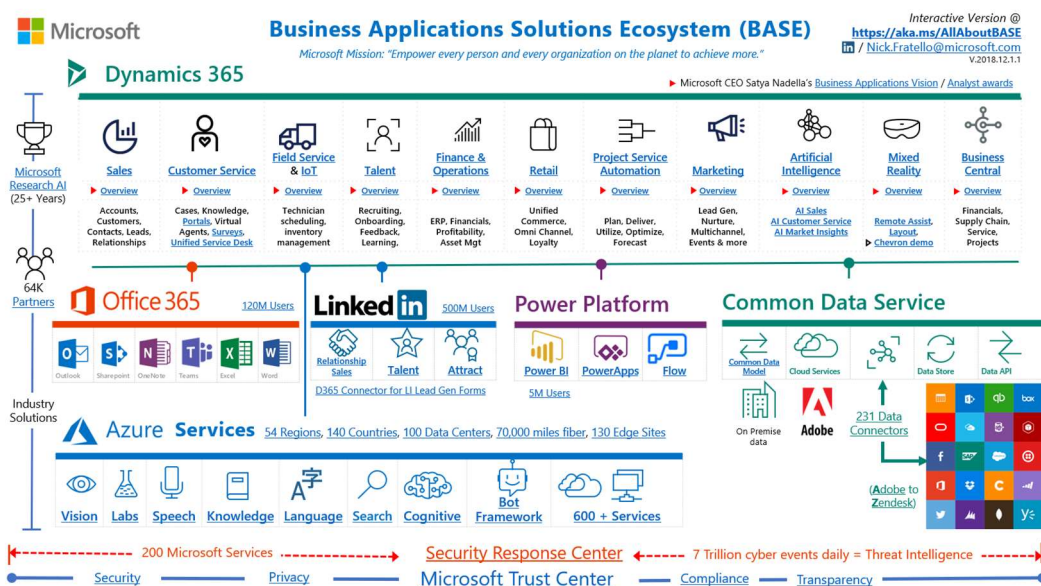 Microsoft
Business Applications Solutions Ecosystem (BASE)
Microsoft Mission: "Empower every person and every organization on the planet to achieve more."
Interactive Version @
https://aka.ms/AllAboutBASE
in / Nick.Fratello@microsoft.com
V.2018.12.1.1
Dynamics 365
Microsoft CEO Satya Nadella's Business Applications Vision / Analyst awards
Microsoft
Research AI
(25+ Years)
64K
Partners
Industry
Solutions
Sales
Overview
Accounts,
Customers,
Contacts, Leads,
Relationships
Customer Service
Overview
Cases, Knowledge,
Portals, Virtual
Agents, Surveys,
Unified Service Desk
Field Service
& IoT
Overview
Technician
scheduling,
inventory
management
Talent
Overview
Recruiting,
Onboarding,
Feedback,
Learning,
Finance &
Operations
Overview
ERP, Financials,
Profitability,
Asset Mgt
Retail
Overview
Unified
Commerce,
Omni Channel,
Loyalty
Project Service
Automation
Overview
Plan, Deliver,
Utilize, Optimize,
Forecast
Marketing
Overview
Lead Gen,
Nurture,
Multichannel,
Events & more
Artificial
Intelligence
Overview
AI Sales
AI Customer Service
AI Market Insights
Mixed
Reality
Overview
Remote Assist,
Layout,
Chevron demo
Business
Central
Overview
Financials,
Supply Chain,
Service,
Projects
Office 365
120M Users
Outlook
Sharepoint
OneNote
Teams
Excel
Word
Linked in
500M Users
Relationship
Sales
Talent
Attract
D365 Connector for LI Lead Gen Forms
Power Platform
Power BI
PowerApps
Flow
5M Users
Common Data Service
Common Data
Model
Cloud Services
Data Store
Data API
On Premise
data
Adobe
231 Data
Connectors
(Adobe to
Zendesk)
qb
box
f
SAP
Azure Services
54 Regions, 140 Countries, 100 Data Centers, 70,000 miles fiber, 130 Edge Sites
Vision
Labs
Speech
Knowledge
A字
Language
Search
Cognitive
Bot
Framework
600 + Services
200 Microsoft Services
Security Response Center
7 Trillion cyber events daily = Threat Intelligence
Security
Privacy
Microsoft Trust Center
Compliance
Transparency